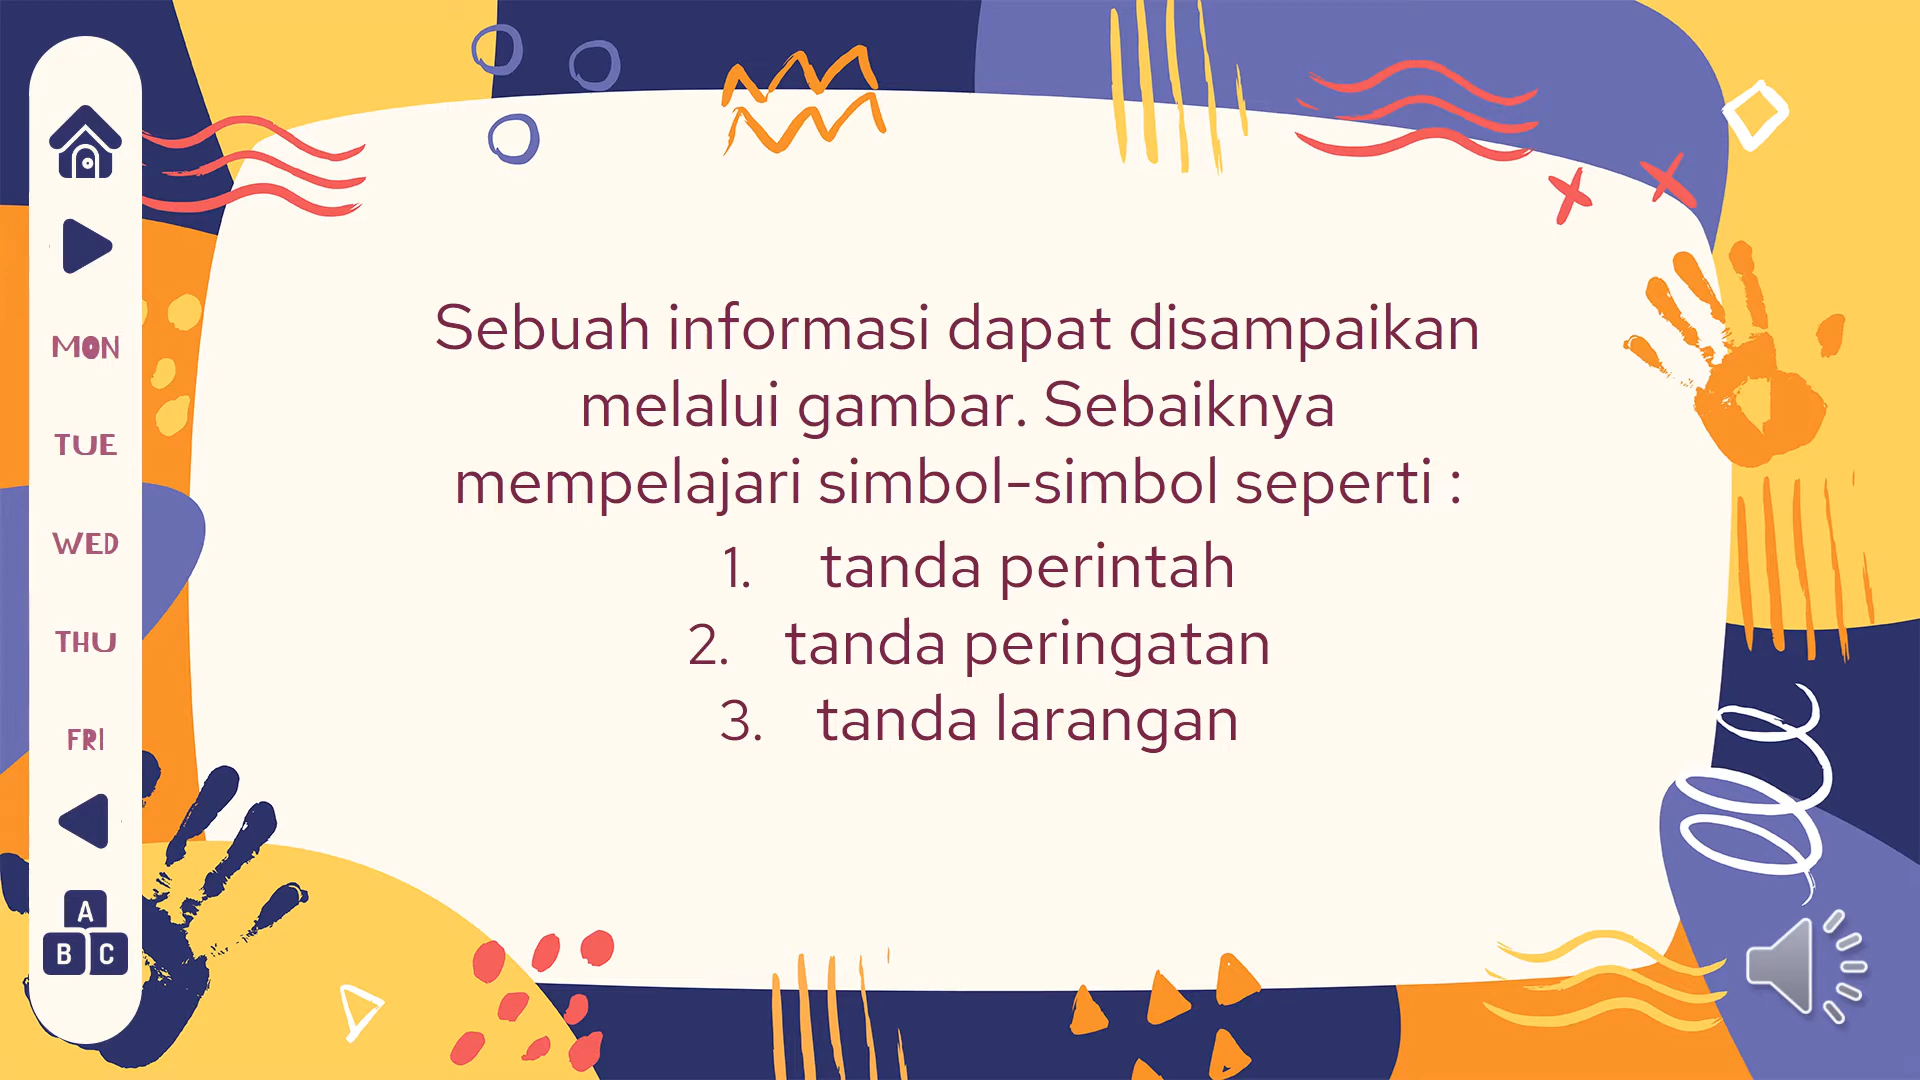 MON
TUE
WED
THU
FRI
A
B C
Sebuah informasi dapat disampaikan
melalui gambar. Sebaiknya
mempelajari simbol-simbol seperti :
1. tanda perintah
2. tanda peringatan
3. tanda larangan